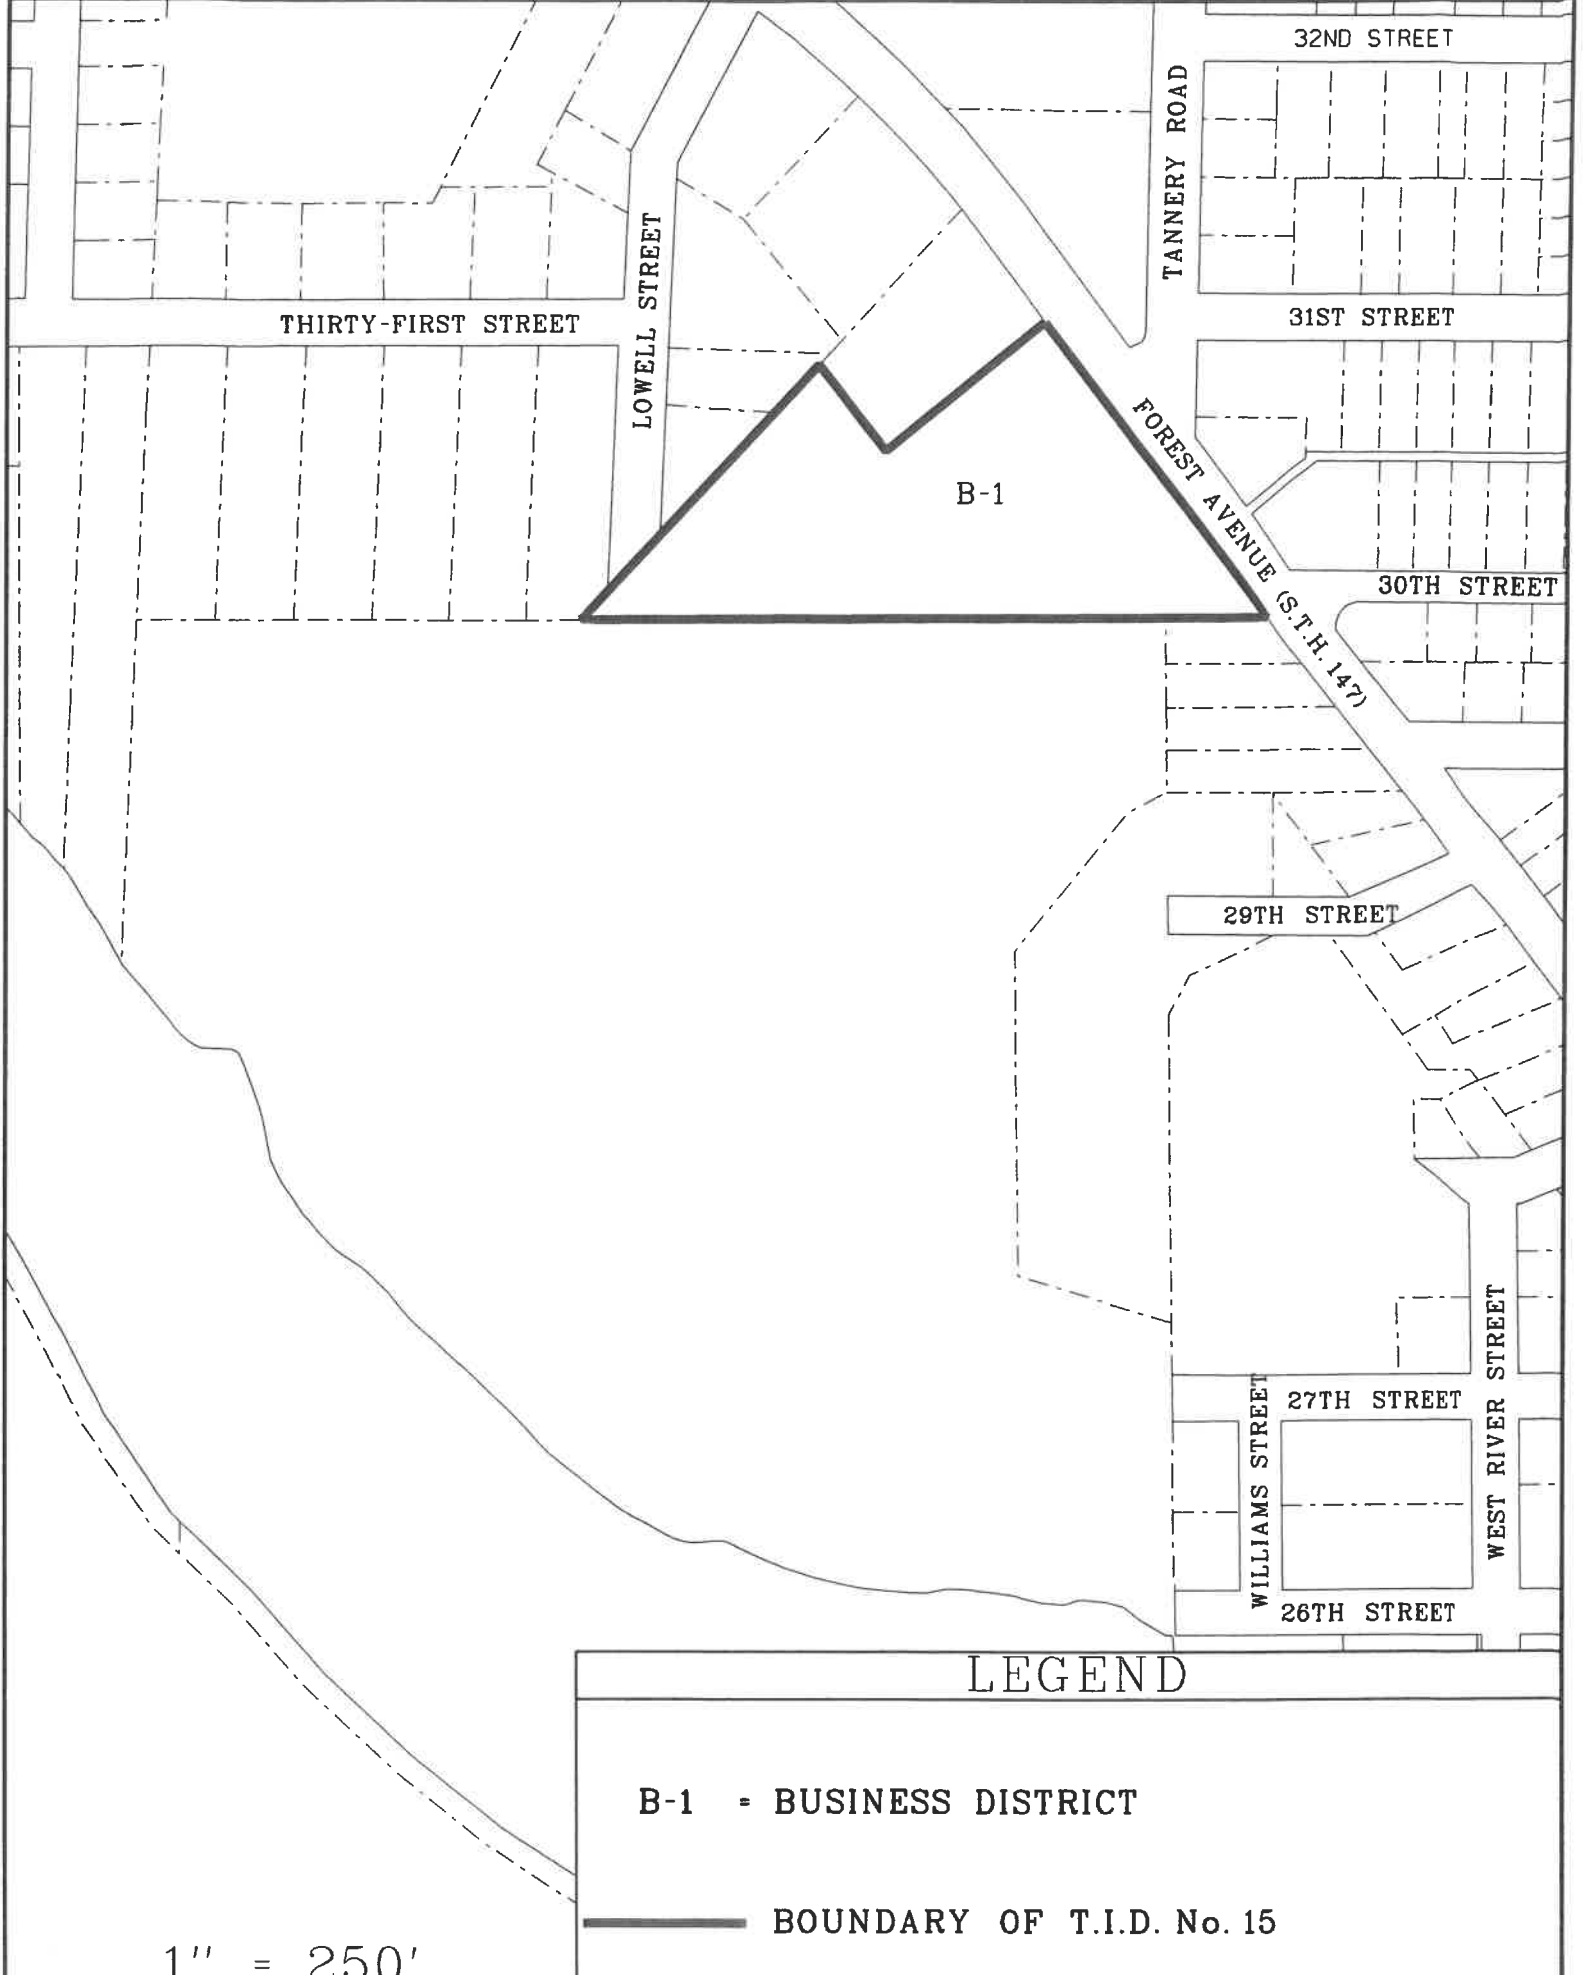 32ND STREET
TANNERY ROAD
LOWELL STREET
THIRTY-FIRST STREET
31ST STREET
FOREST AVENUE (S.T.H. 147)
B-1
30TH STREET
29TH STREET
WEST RIVER STREET
WILLIAMS STREET
27TH STREET
26TH STREET
LEGEND
B-1 = BUSINESS DISTRICT
BOUNDARY OF T.I.D. No. 15
1" = 250'